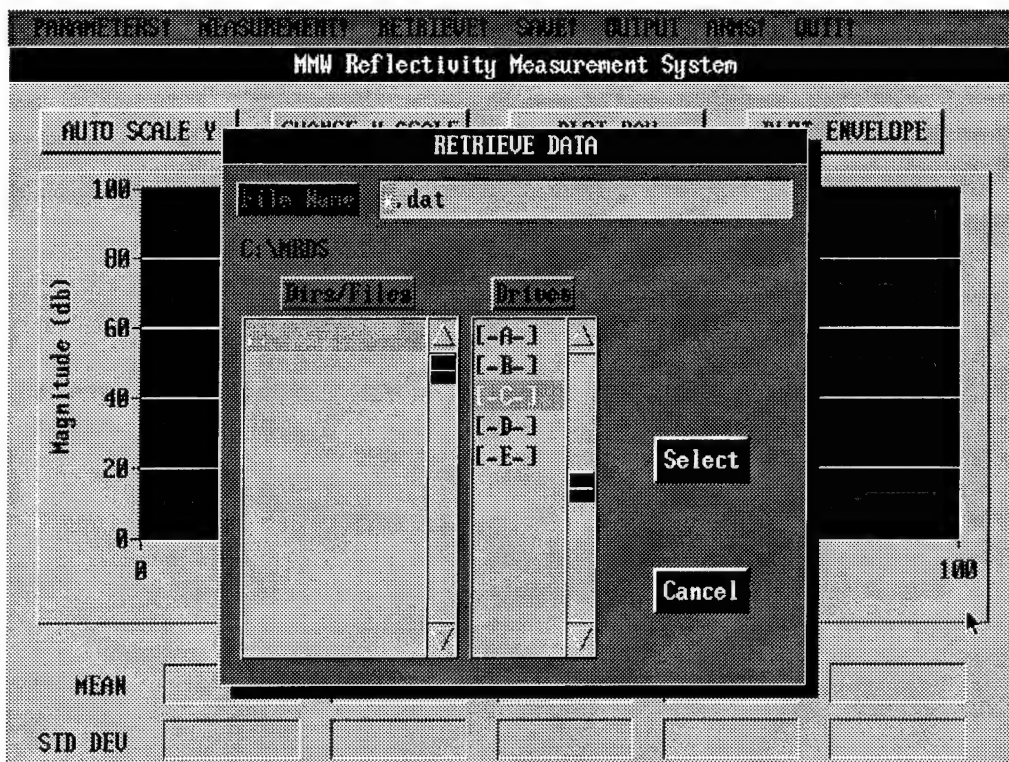 PARAMETERS! MEASUREMENT! RETRIEVE! SAVE! OUTPUT ARMS! QUIT!
MMW Reflectivity Measurement System
AUTO SCALE Y CHANGE Y SCALE PLOT ENVELOPE
RETRIEVE DATA
File Name *.dat
C:\MRDS
Dirs/Files Drives
[-A-]
[-B-]
[-C-]
[-D-]
[-E-]
Select
Cancel
Magnitude (db)
100
80
60
40
20
0
0 100
MEAN
STD DEV